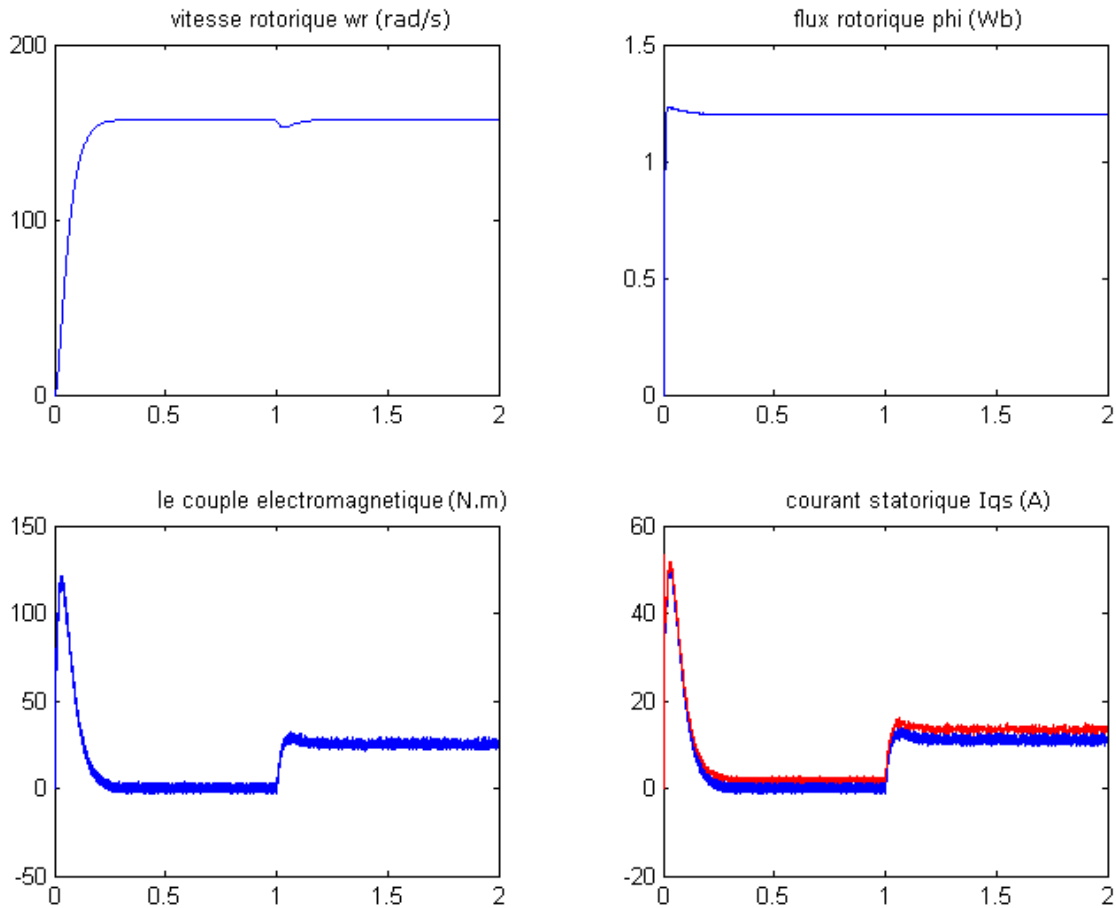 vitesse rotorique wr (rad/s)
200
100
0
0 0.5 1 1.5 2
flux rotorique phi (Wb)
1.5
1
0.5
0
0 0.5 1 1.5 2
le couple electromagnetique (N.m)
150
100
50
0
-50
0 0.5 1 1.5 2
courant statorique Iqs (A)
60
40
20
0
-20
0 0.5 1 1.5 2